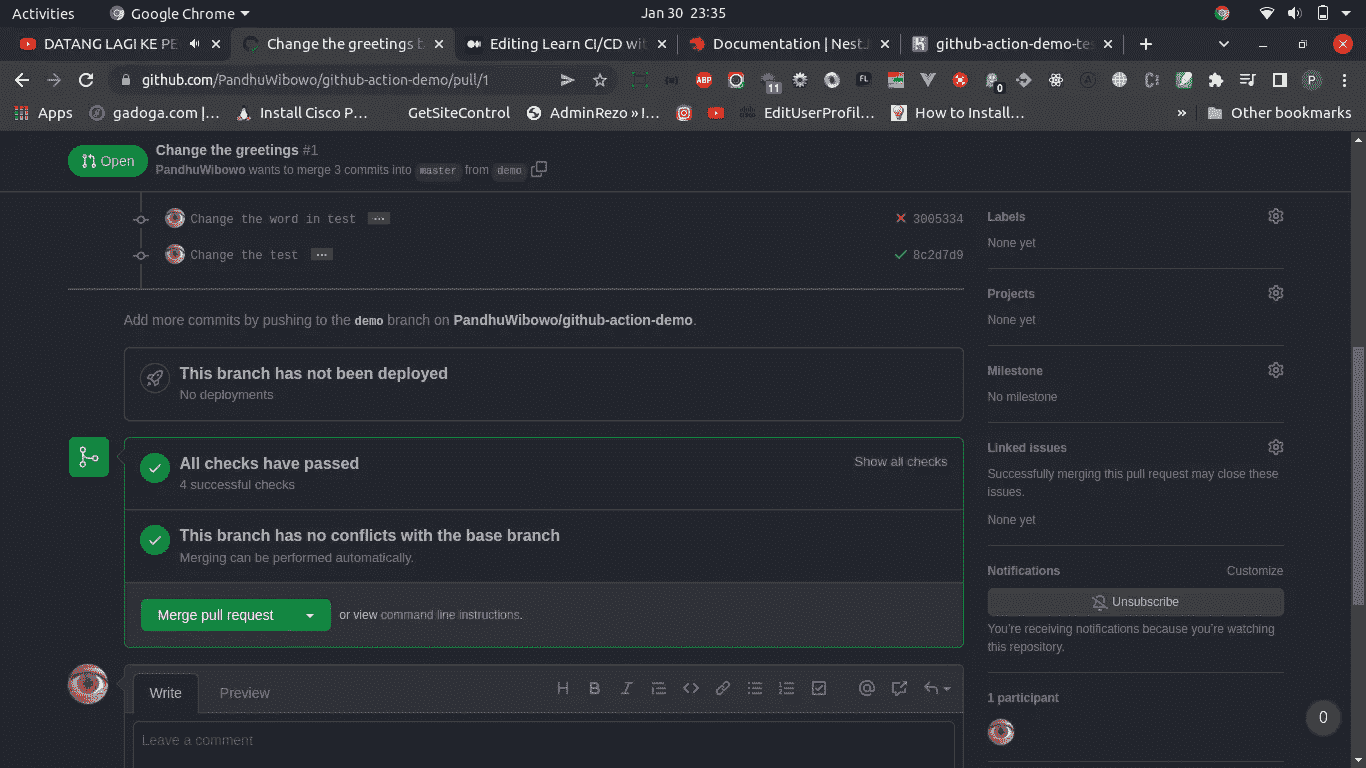 Activities
Google Chrome
Jan 30 23:35
DATANG LAGI KE PE
Change the greetings b
Editing Learn CI/CD wit
Documentation | NestJ
github-action-demo-te
github.com/PandhuWibowo/github-action-demo/pull/1
ABP
11
FL
0
P
Apps
gadoga.com |...
Install Cisco P...
GetSiteControl
AdminRezo » I...
EditUserProfil...
How to Install...
»
Other bookmarks
Open
Change the greetings #1
PandhuWibowo wants to merge 3 commits into master from demo
Change the word in test ...
3005334
Change the test ...
8c2d7d9
Add more commits by pushing to the demo branch on PandhuWibowo/github-action-demo.
This branch has not been deployed
No deployments
All checks have passed
4 successful checks
Show all checks
This branch has no conflicts with the base branch
Merging can be performed automatically.
Merge pull request
or view command line instructions.
Write
Preview
Leave a comment
Labels
None yet
Projects
None yet
Milestone
No milestone
Linked issues
Successfully merging this pull request may close these
issues.
None yet
Notifications
Customize
Unsubscribe
You're receiving notifications because you're watching
this repository.
1 participant
0